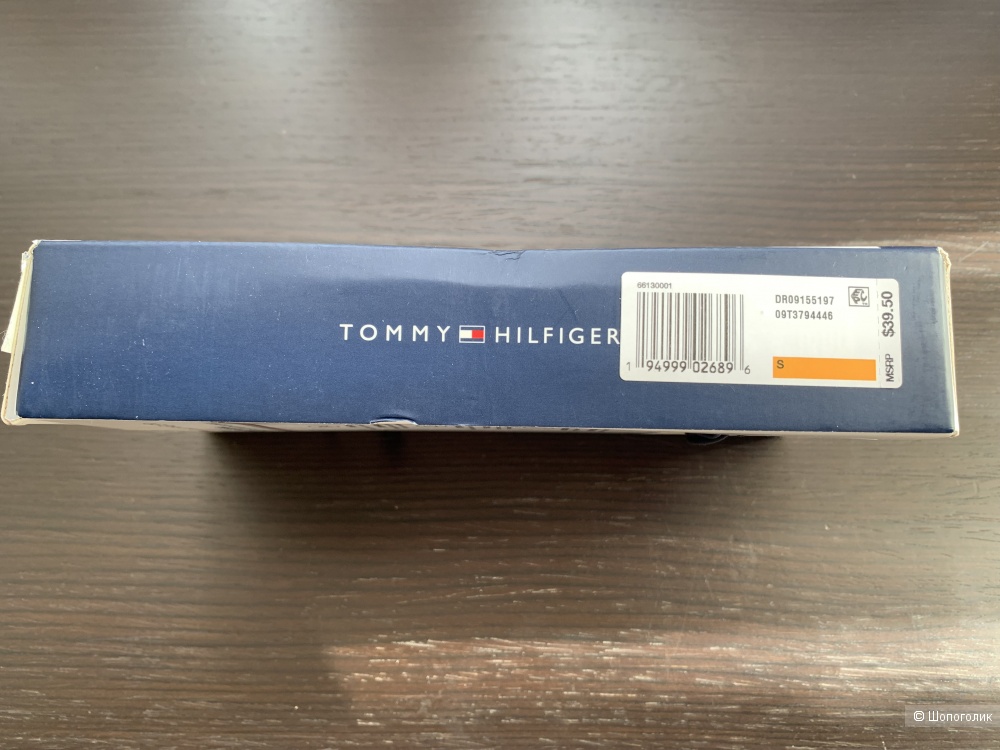 TOMMY HILFIGER
66130001
1 94999 02689 6
DR09155197
09T3794446
S
MSRP $39.50
© Шопоголик